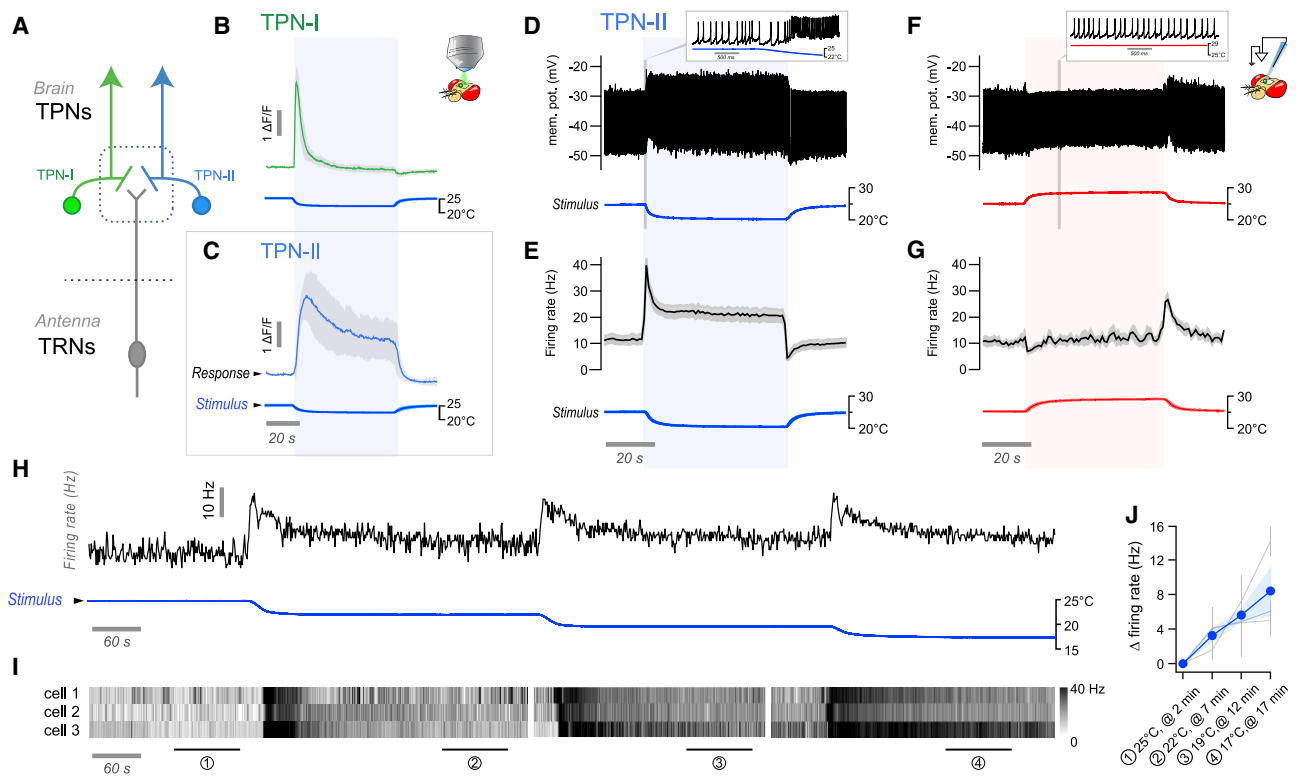 A
Brain
TPNs
TPN-I
TPN-II
Antenna
TRNs
B
TPN-I
1 ΔF/F
25
20°C
C
TPN-II
1 ΔF/F
Response
Stimulus
25
20°C
20 s
D
TPN-II
500 ms
25
22°C
mem. pot. (mV)
-20
-30
-40
-50
Stimulus
30
20°C
E
Firing rate (Hz)
40
30
20
10
0
Stimulus
30
20°C
20 s
F
500 ms
29
25°C
mem. pot. (mV)
-20
-30
-40
-50
30
20°C
G
Firing rate (Hz)
40
30
20
10
0
30
20°C
20 s
H
Firing rate (Hz)
10 Hz
Stimulus
25°C
20
15
60 s
I
cell 1
cell 2
cell 3
40 Hz
0
60 s
① ② ③ ④
J
Δ firing rate (Hz)
16
12
8
4
0
① 25°C, @ 2 min
② 22°C, @ 7 min
③ 19°C, @ 12 min
④ 17°C, @ 17 min